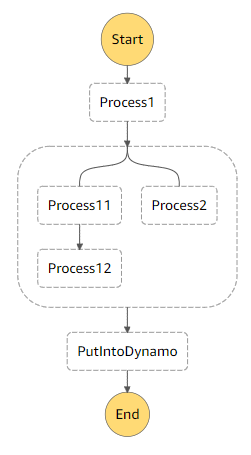 Start
Process1
Process11
Process2
Process12
PutIntoDynamo
End